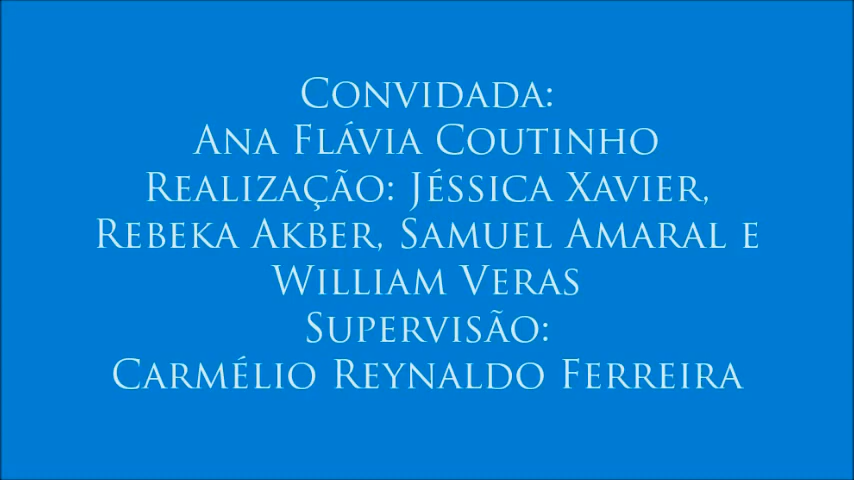 Convidada:
Ana Flávia Coutinho
Realização: Jéssica Xavier,
Rebeka Akber, Samuel Amaral e
William Veras
Supervisão:
Carmélio Reynaldo Ferreira